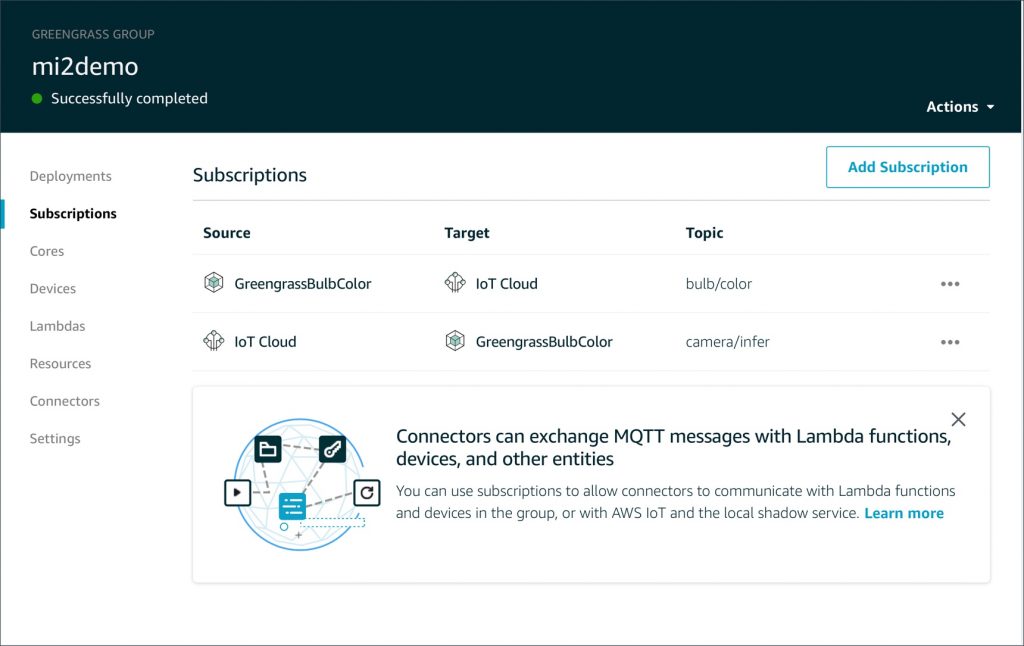 GREENGRASS GROUP
mi2demo
Successfully completed
Actions
Deployments
Subscriptions
Cores
Devices
Lambdas
Resources
Connectors
Settings
Subscriptions
Add Subscription
Source Target Topic
GreengrassBulbColor IoT Cloud bulb/color
IoT Cloud GreengrassBulbColor camera/infer
Connectors can exchange MQTT messages with Lambda functions,
devices, and other entities
You can use subscriptions to allow connectors to communicate with Lambda functions
and devices in the group, or with AWS IoT and the local shadow service. Learn more